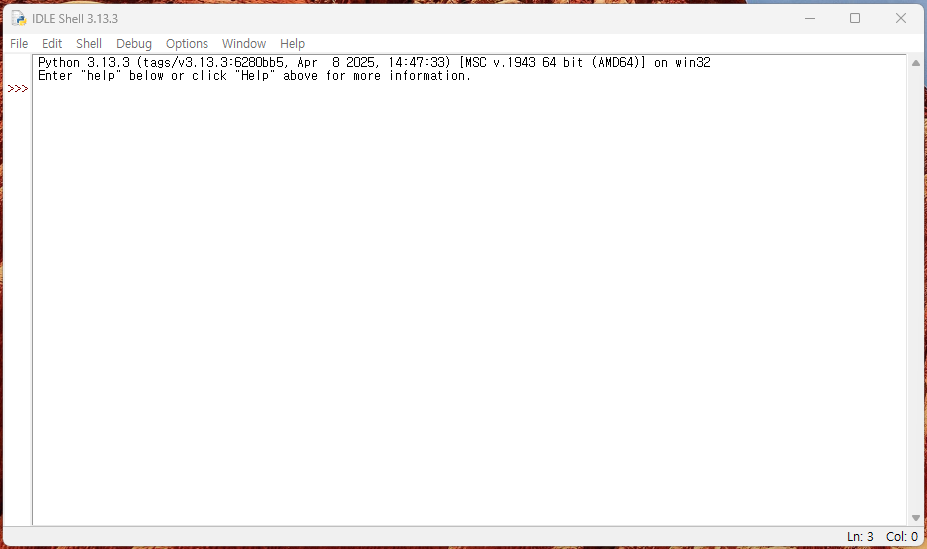 IDLE Shell 3.13.3
File Edit Shell Debug Options Window Help
Python 3.13.3 (tags/v3.13.3:6280bb5, Apr  8 2025, 14:47:33) [MSC v.1943 64 bit (AMD64)] on win32
Enter "help" below or click "Help" above for more information.
>>>
Ln: 3 Col: 0